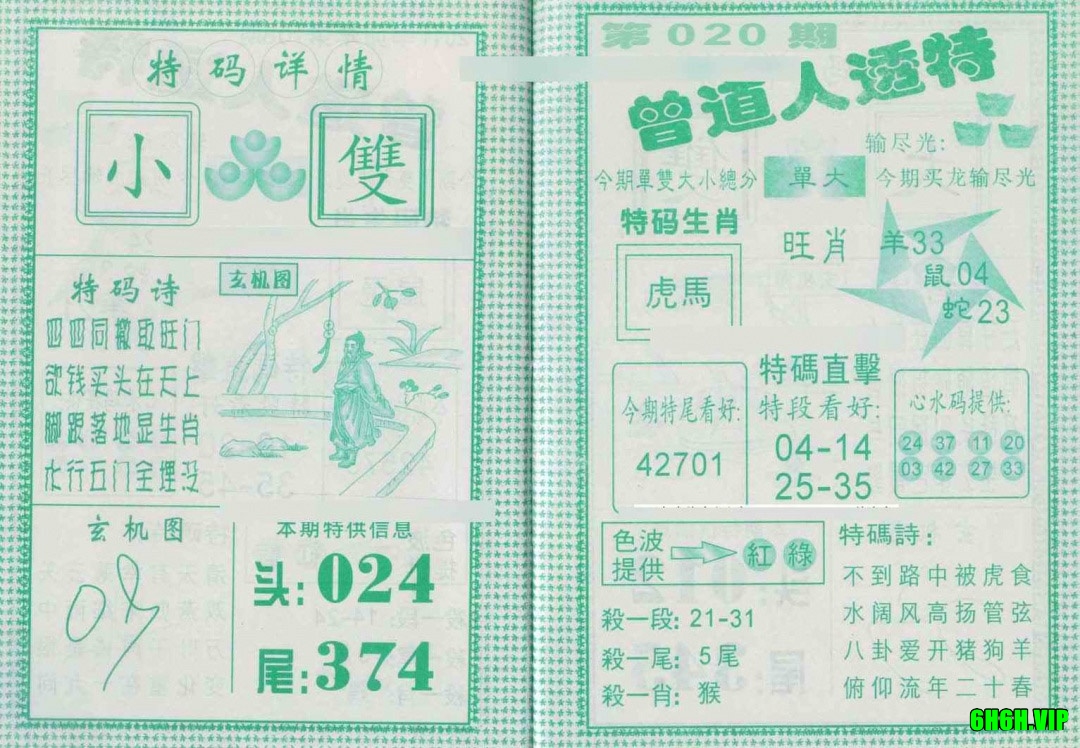 特码详情
小 雙
特码诗
四四同撒取旺门
欲钱买头在天上
脚踩落地显生肖
大行五门全埋没
玄机图
玄机图
本期特供信息
头:024
尾:374
第020期
曾道人透特
输尽光:
今期單雙大小總分 單大 今期买龙输尽光
特码生肖
虎馬
旺肖 羊33
鼠04
蛇23
今期特尾看好:
42701
特碼直擊
特段看好:
04-14
25-35
心水码提供:
24 37 11 20
03 42 27 33
色波
提供
紅 綠
殺一段: 21-31
殺一尾: 5尾
殺一肖: 猴
特碼詩:
不到路中被虎食
水阔风高扬管弦
八卦爱开猪狗羊
俯仰流年二十春
6H6H.VIP